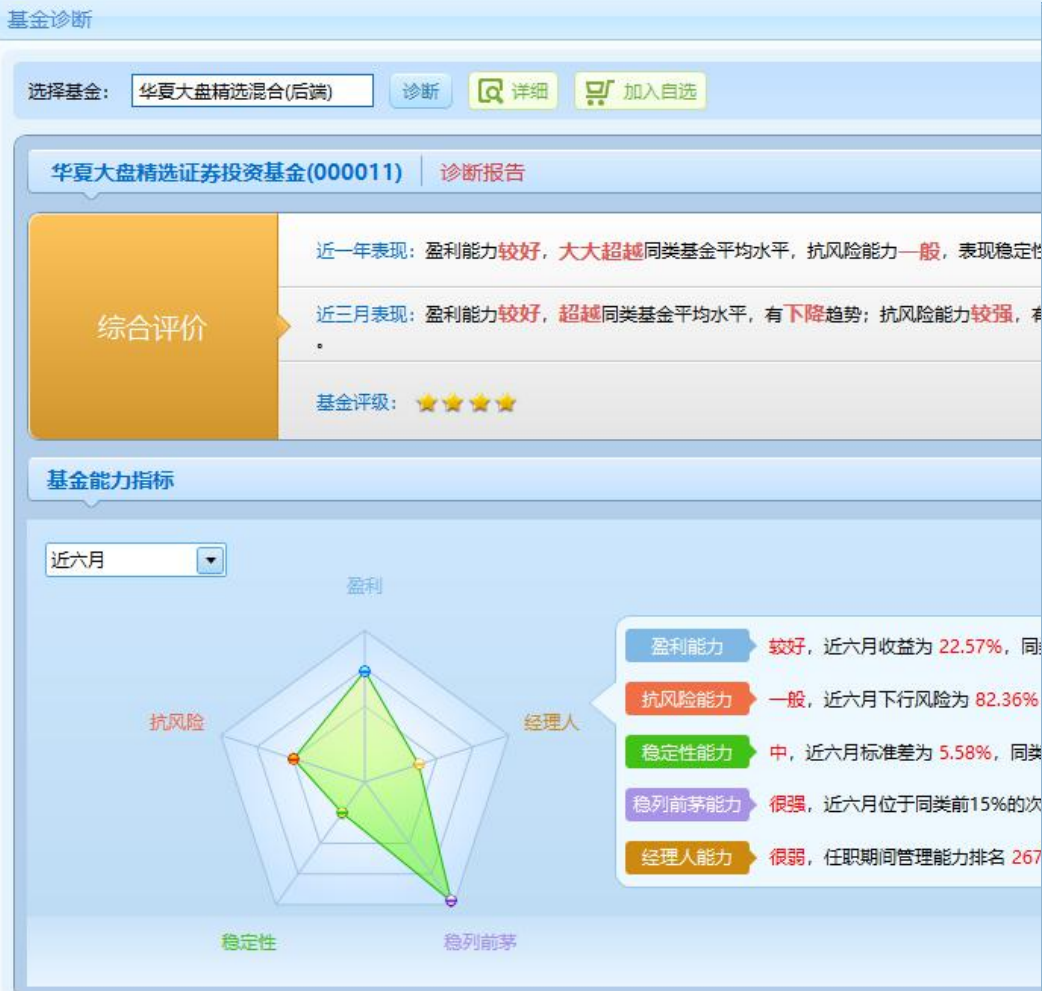 基金诊断
选择基金： 华夏大盘精选混合(后端) 诊断 详细 加入自选
华夏大盘精选证券投资基金(000011) 诊断报告
综合评价
近一年表现：盈利能力较好，大大超越同类基金平均水平，抗风险能力一般，表现稳定性
近三月表现：盈利能力较好，超越同类基金平均水平，有下降趋势；抗风险能力较强，有
。
基金评级：
基金能力指标
近六月
盈利
抗风险
经理人
稳定性
稳列前茅
盈利能力 较好，近六月收益为 22.57%，同
抗风险能力 一般，近六月下行风险为 82.36%
稳定性能力 中，近六月标准差为 5.58%，同类
稳列前茅能力 很强，近六月位于同类前15%的次
经理人能力 很弱，任职期间管理能力排名 267